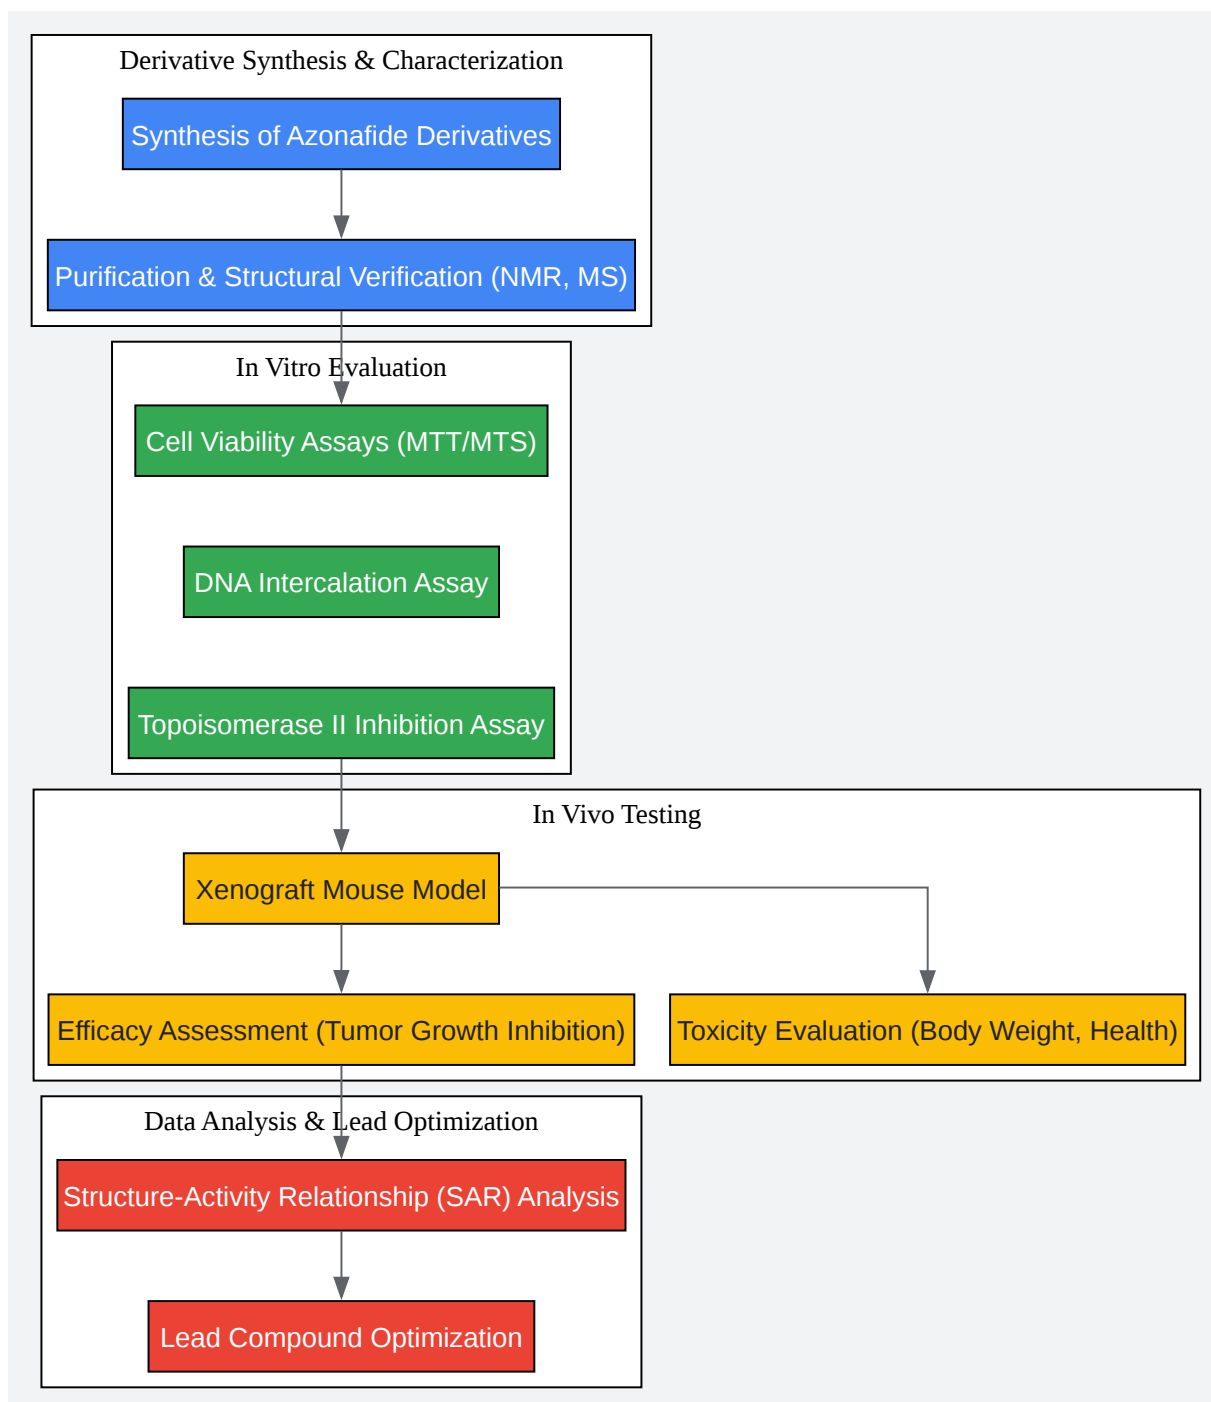 Derivative Synthesis & Characterization
Synthesis of Azonafide Derivatives
Purification & Structural Verification (NMR, MS)
In Vitro Evaluation
Cell Viability Assays (MTT/MTS)
DNA Intercalation Assay
Topoisomerase II Inhibition Assay
In Vivo Testing
Xenograft Mouse Model
Efficacy Assessment (Tumor Growth Inhibition)
Toxicity Evaluation (Body Weight, Health)
Data Analysis & Lead Optimization
Structure-Activity Relationship (SAR) Analysis
Lead Compound Optimization